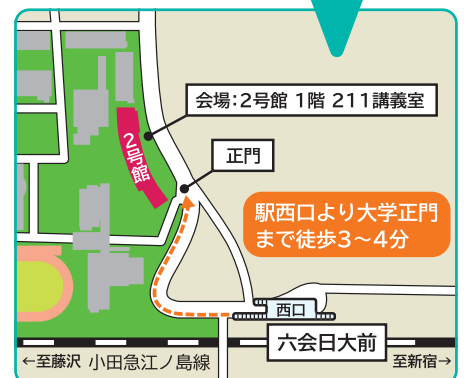 会場：2号館 1階 211講義室
2号館
正門
駅西口より大学正門
まで徒歩3～4分
西口
六会日大前
←至藤沢 小田急江ノ島線
至新宿→